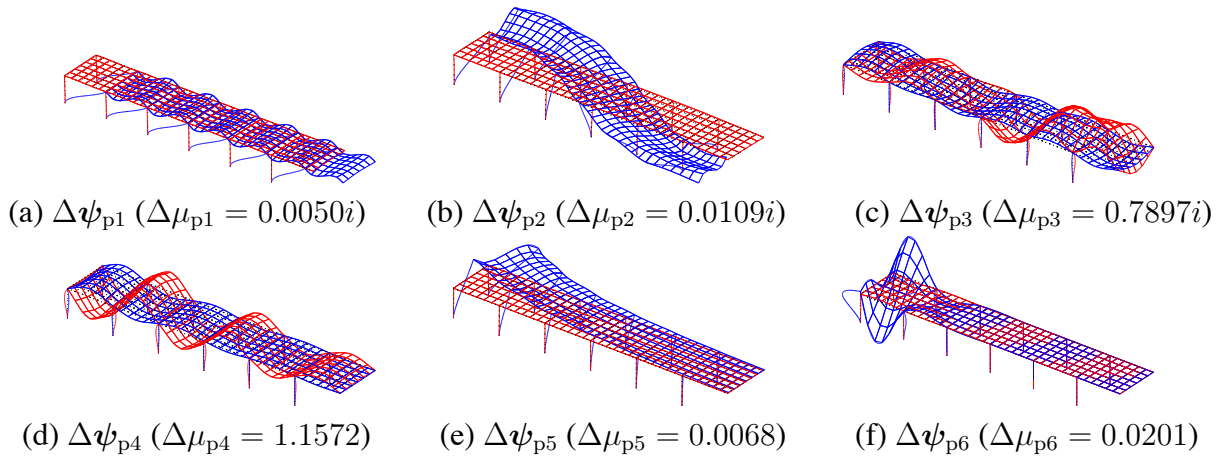 (a) Δψp1 (Δμp1 = 0.0050i)
(b) Δψp2 (Δμp2 = 0.0109i)
(c) Δψp3 (Δμp3 = 0.7897i)
(d) Δψp4 (Δμp4 = 1.1572)
(e) Δψp5 (Δμp5 = 0.0068)
(f) Δψp6 (Δμp6 = 0.0201)